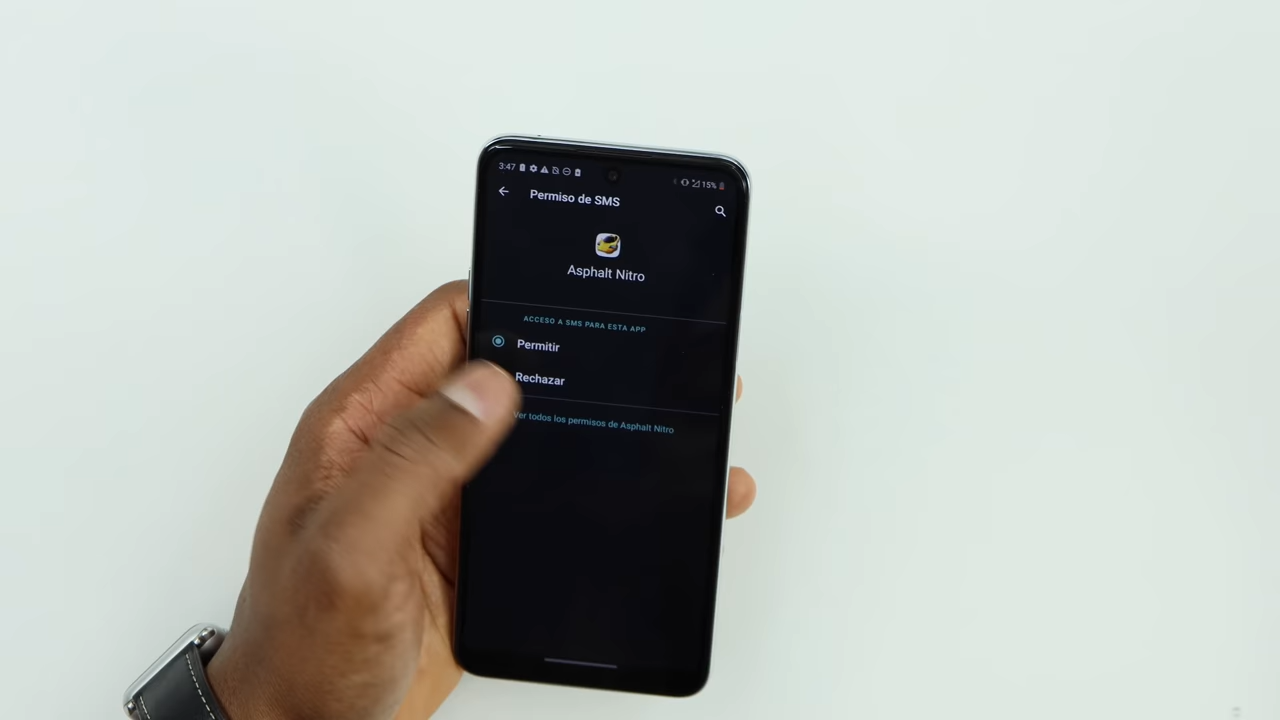 3:47 15%
Permiso de SMS
Asphalt Nitro
ACCESO A SMS PARA ESTA APP
Permitir
Rechazar
Ver todos los permisos de Asphalt Nitro